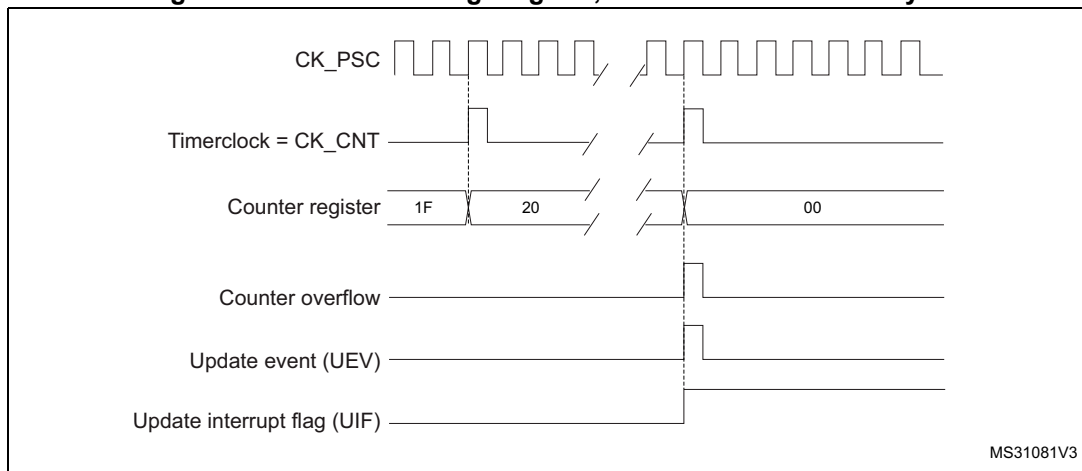 CK_PSC
Timerclock = CK_CNT
Counter register
1F
20
00
Counter overflow
Update event (UEV)
Update interrupt flag (UIF)
MS31081V3